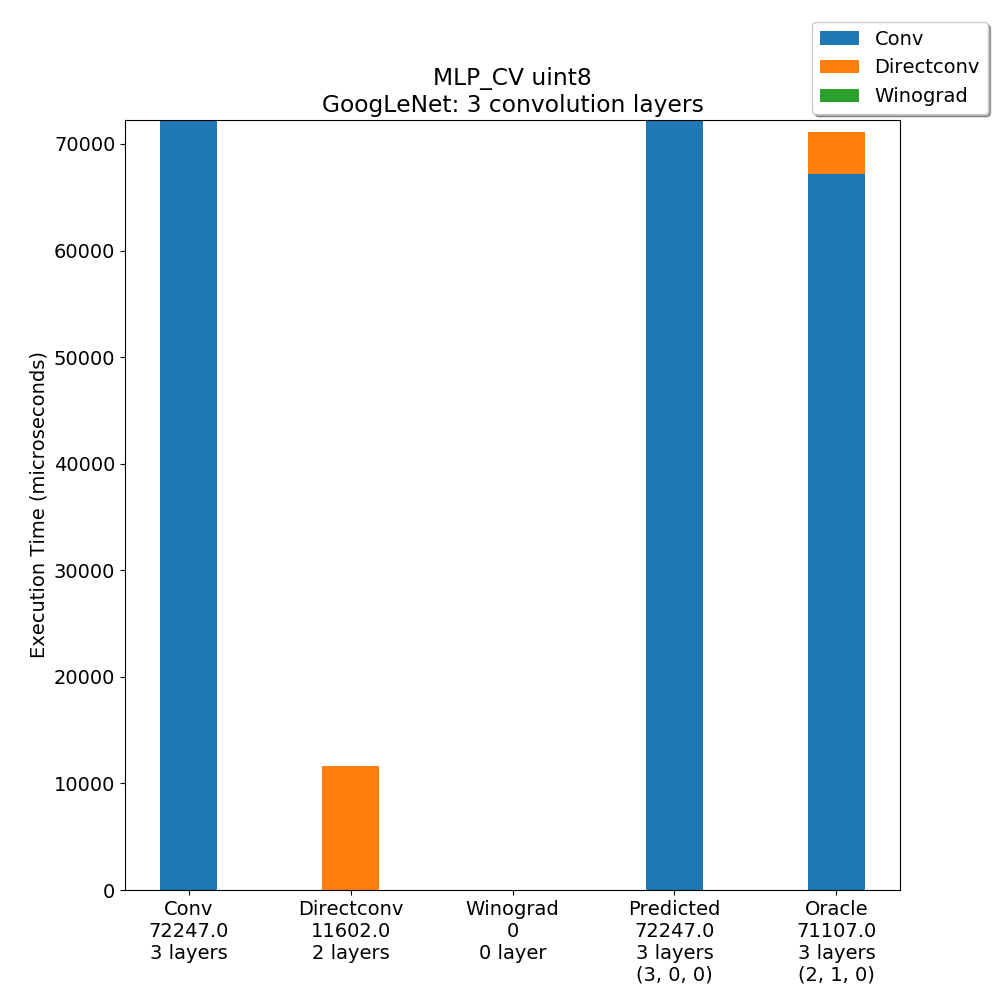 Conv
Directconv
Winograd
MLP_CV uint8
GoogLeNet: 3 convolution layers
Execution Time (microseconds)
70000
60000
50000
40000
30000
20000
10000
0
Conv
72247.0
3 layers
Directconv
11602.0
2 layers
Winograd
0
0 layer
Predicted
72247.0
3 layers
(3, 0, 0)
Oracle
71107.0
3 layers
(2, 1, 0)